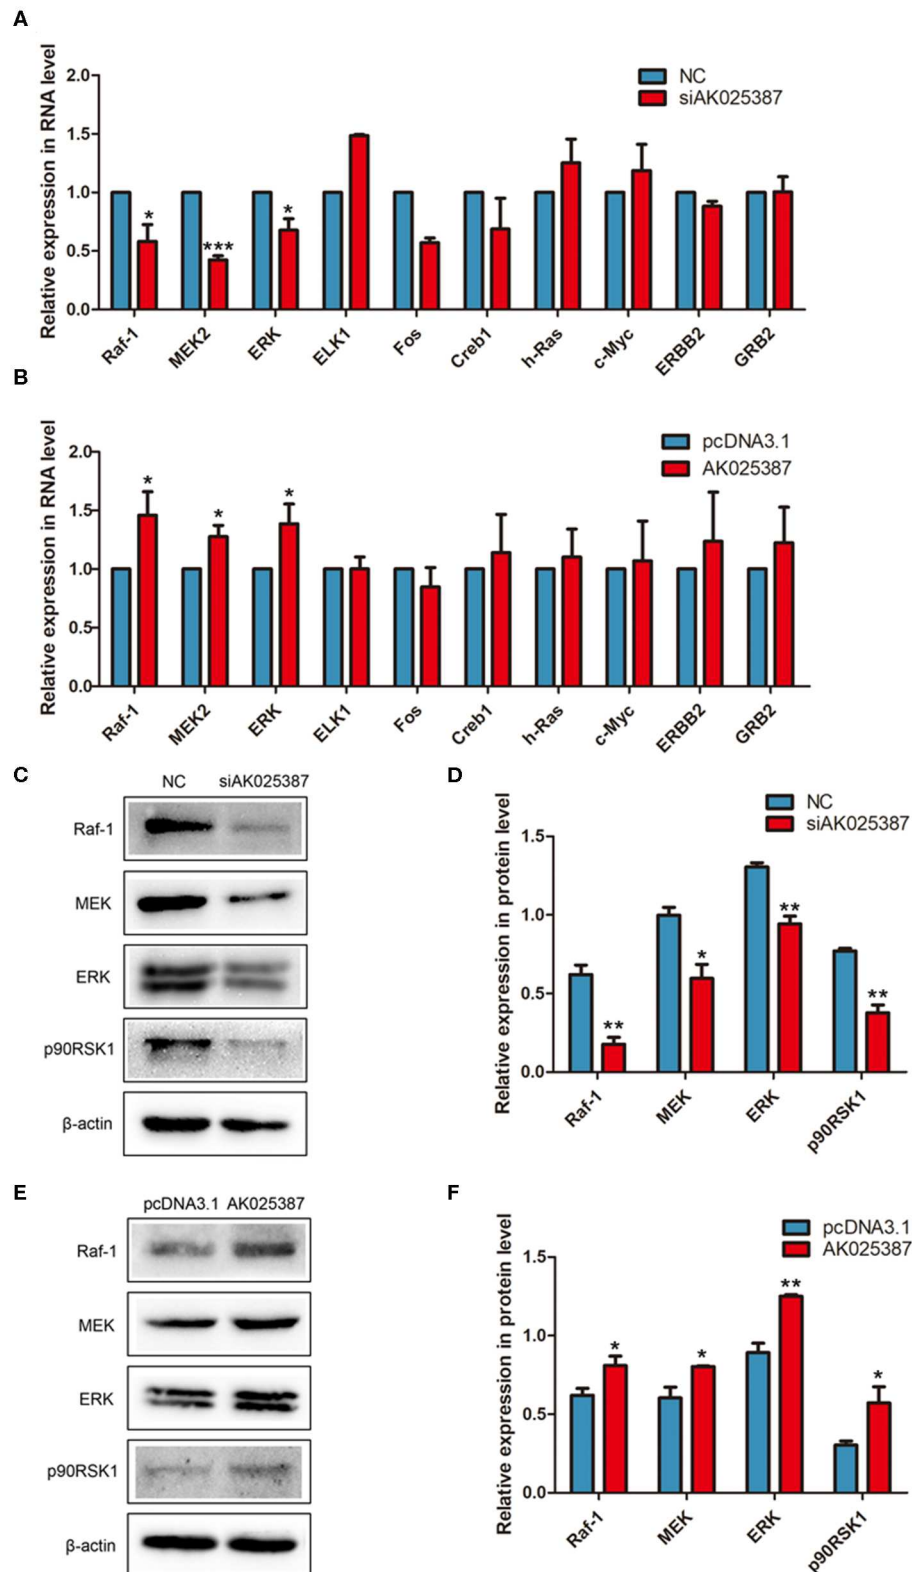 A
Relative expression in RNA level
NC
siAK025387
2.0
1.5
1.0
0.5
0.0
*
***
*
Raf-1
MEK2
ERK
ELK1
Fos
Creb1
h-Ras
c-Myc
ERBB2
GRB2
B
Relative expression in RNA level
pcDNA3.1
AK025387
2.0
1.5
1.0
0.5
0.0
*
*
*
Raf-1
MEK2
ERK
ELK1
Fos
Creb1
h-Ras
c-Myc
ERBB2
GRB2
C
NC siAK025387
Raf-1
MEK
ERK
p90RSK1
β-actin
D
Relative expression in protein level
NC
siAK025387
1.5
1.0
0.5
0.0
**
*
**
**
Raf-1
MEK
ERK
p90RSK1
E
pcDNA3.1 AK025387
Raf-1
MEK
ERK
p90RSK1
β-actin
F
Relative expression in protein level
pcDNA3.1
AK025387
1.5
1.0
0.5
0.0
*
*
**
*
Raf-1
MEK
ERK
p90RSK1